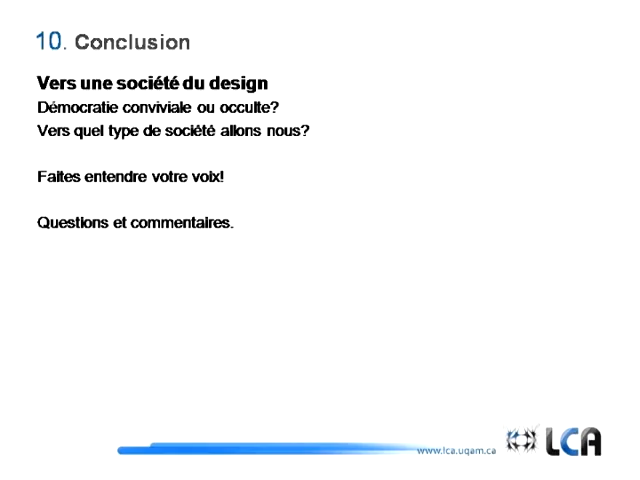 10. Conclusion
Vers une société du design
Démocratie conviviale ou occulte?
Vers quel type de société allons nous?
Faites entendre votre voix!
Questions et commentaires.
www.lca.uqam.ca
LCA